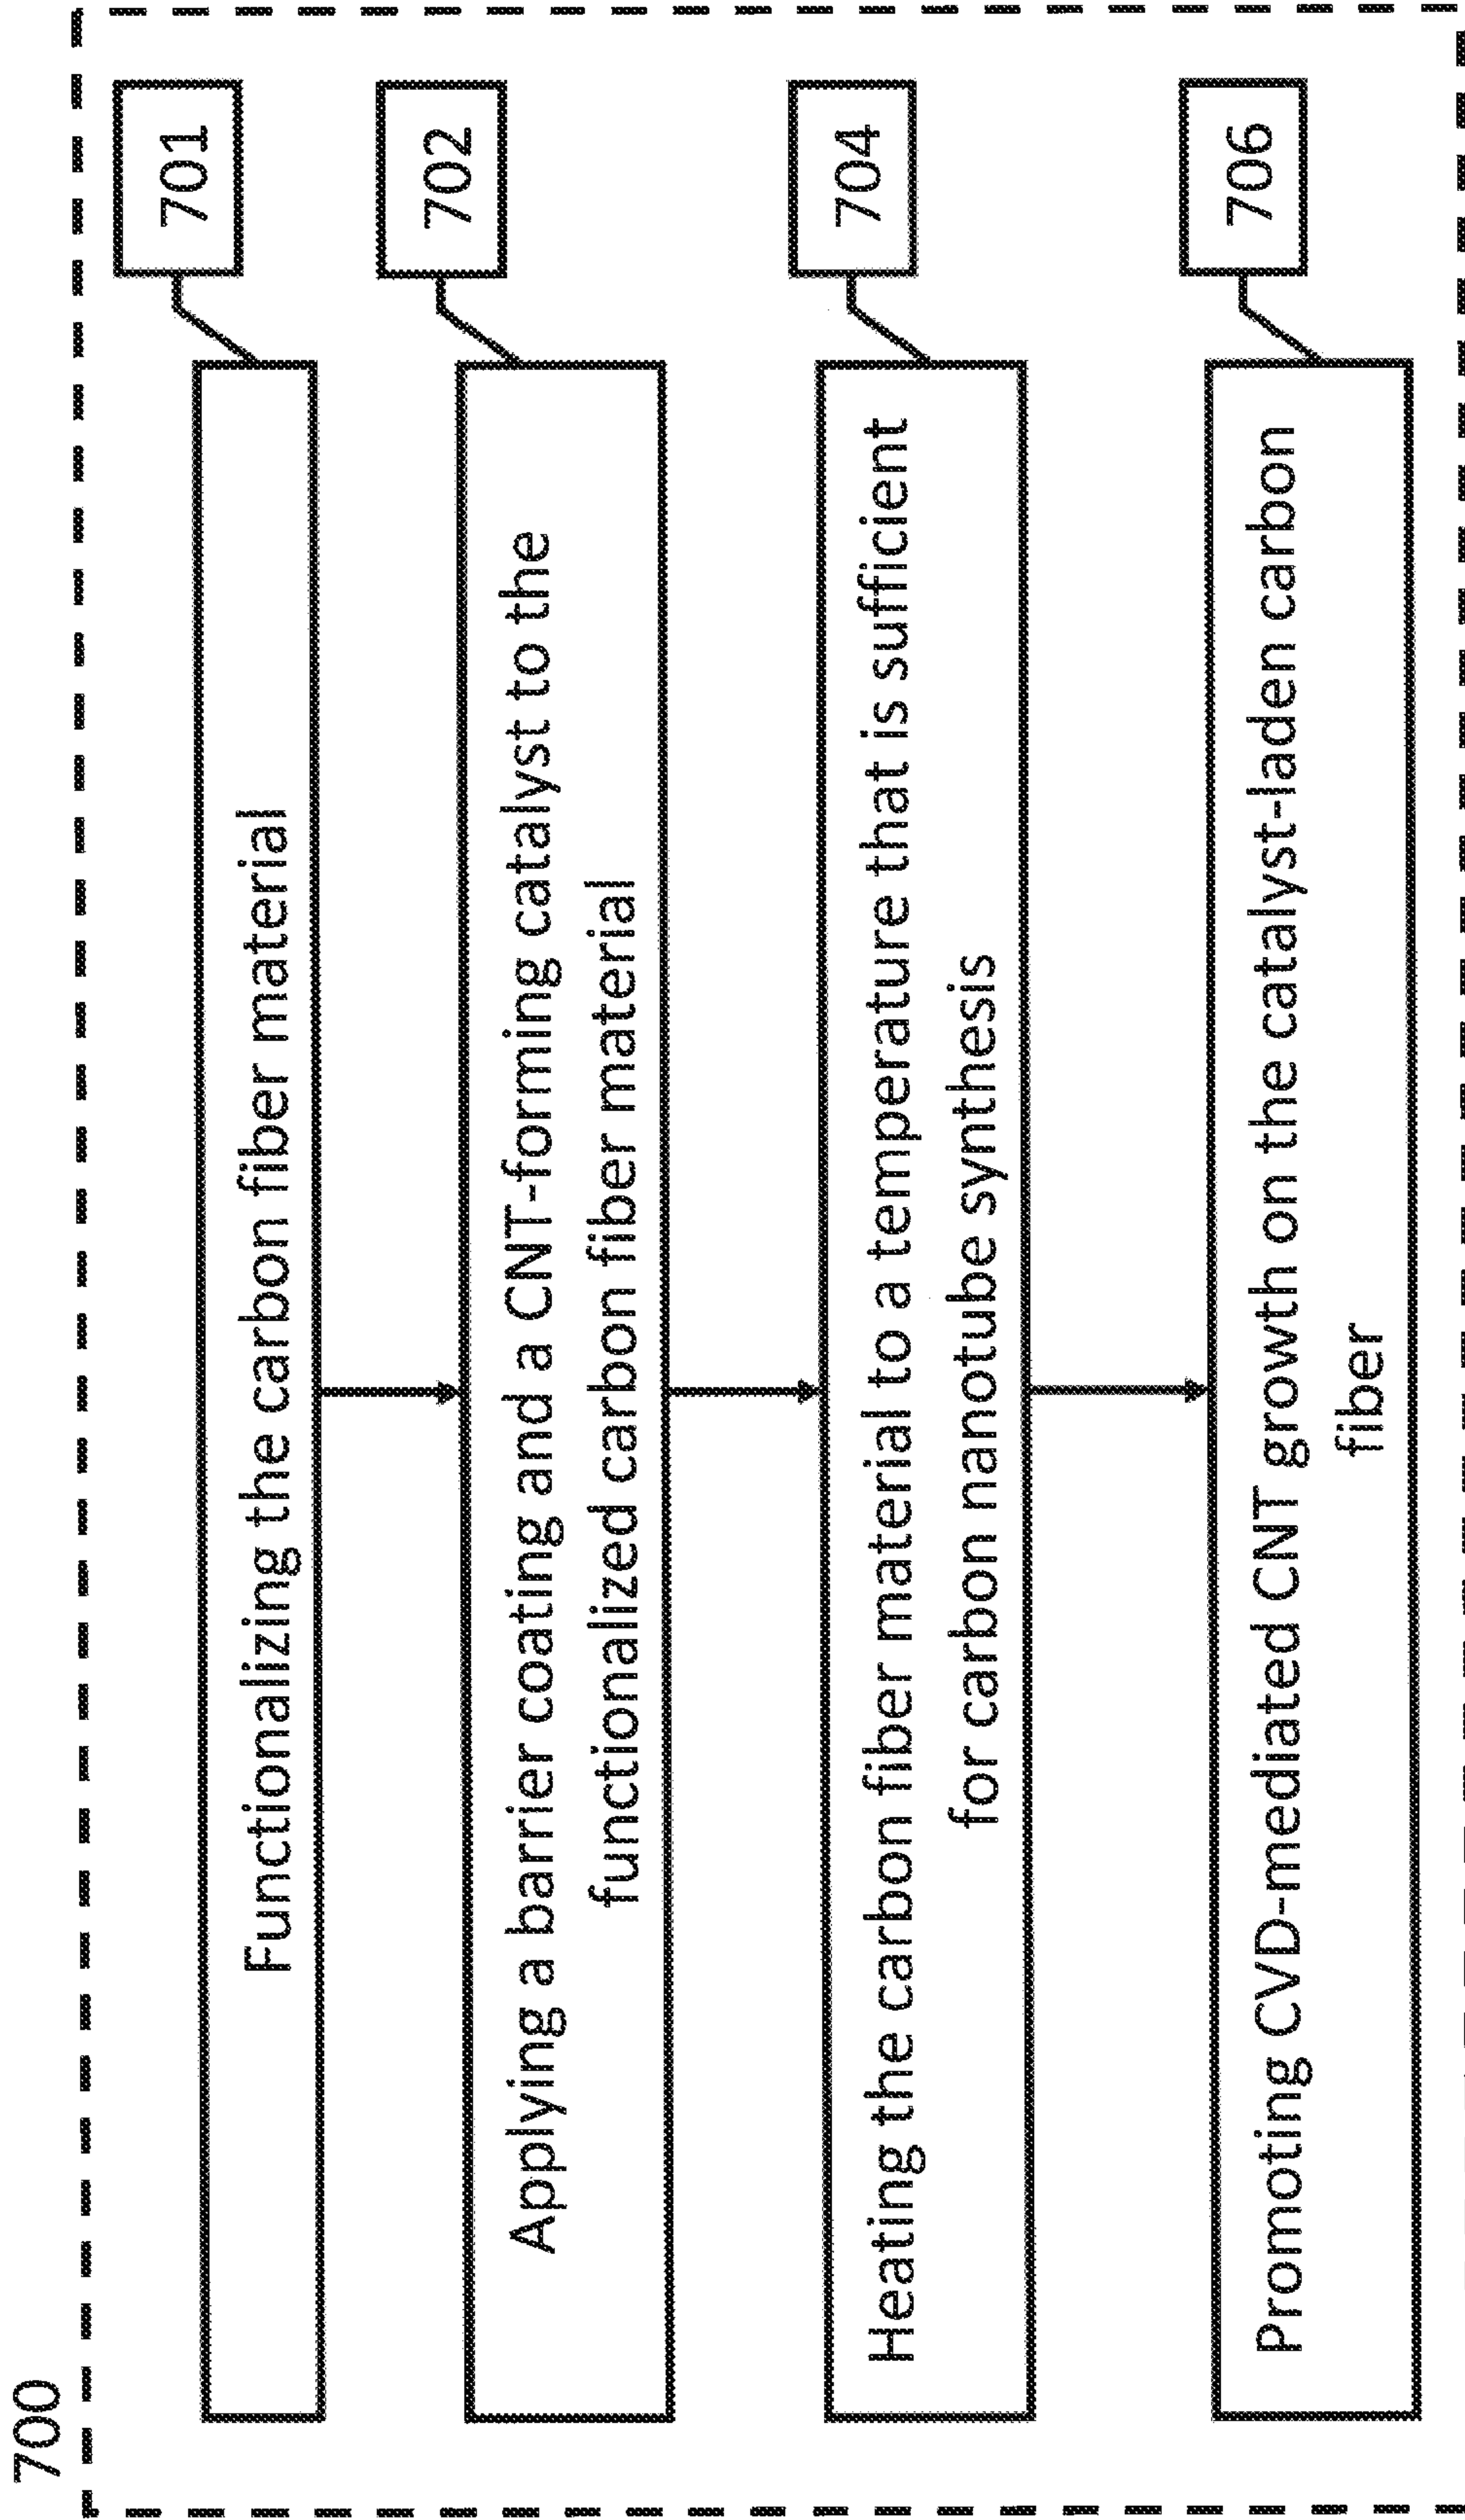 700
Functionalizing the carbon fiber material
701
Applying a barrier coating and a CNT-forming catalyst to the
functionalized carbon fiber material
702
Heating the carbon fiber material to a temperature that is sufficient
for carbon nanotube synthesis
704
Promoting CVD-mediated CNT growth on the catalyst-laden carbon
fiber
706